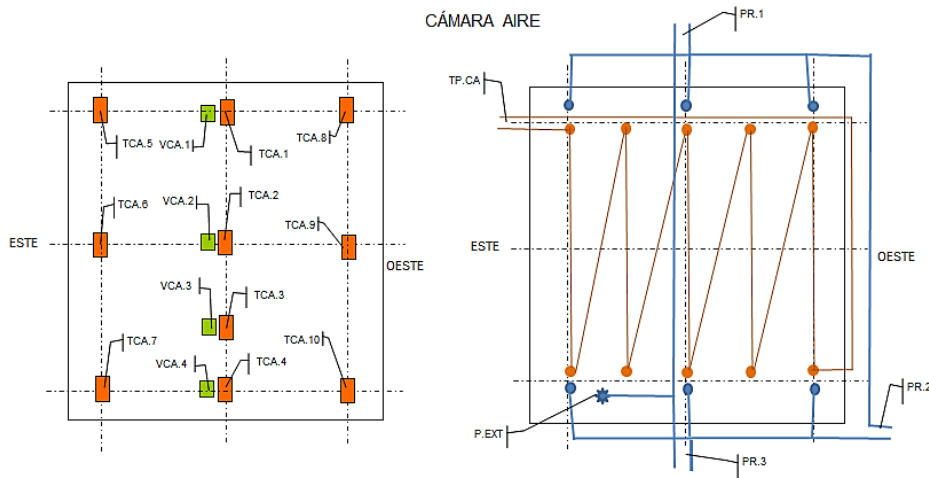 CÁMARA AIRE
PR.1
TP.CA
TCA.5
VCA.1
TCA.1
TCA.8
TCA.6
VCA.2
TCA.2
TCA.9
ESTE
OESTE
VCA.3
TCA.3
TCA.7
VCA.4
TCA.4
TCA.10
ESTE
OESTE
P.EXT
PR.2
PR.3